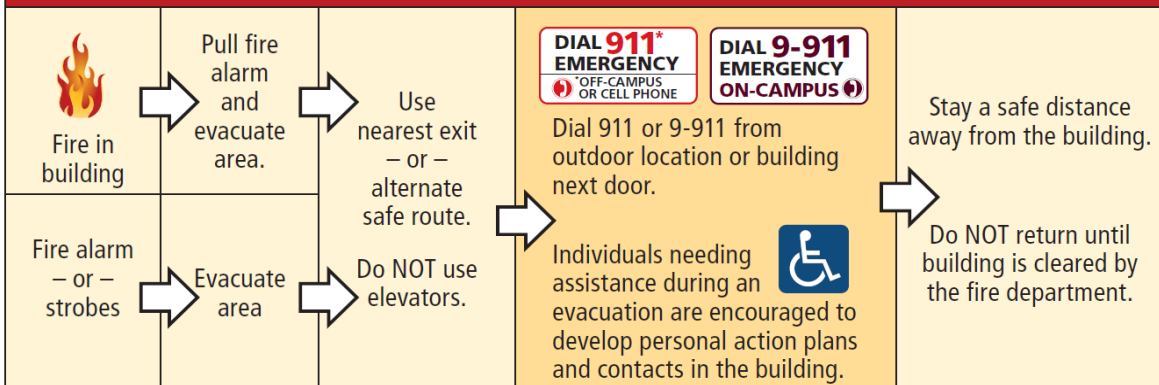 Fire in
building
Pull fire
alarm
and
evacuate
area.
Fire alarm
– or –
strobes
Evacuate
area
Use
nearest exit
– or –
alternate
safe route.
Do NOT use
elevators.
DIAL 911*
EMERGENCY
*OFF-CAMPUS
OR CELL PHONE
DIAL 9-911
EMERGENCY
ON-CAMPUS
Dial 911 or 9-911 from
outdoor location or building
next door.
Individuals needing
assistance during an
evacuation are encouraged to
develop personal action plans
and contacts in the building.
Stay a safe distance
away from the building.
Do NOT return until
building is cleared by
the fire department.